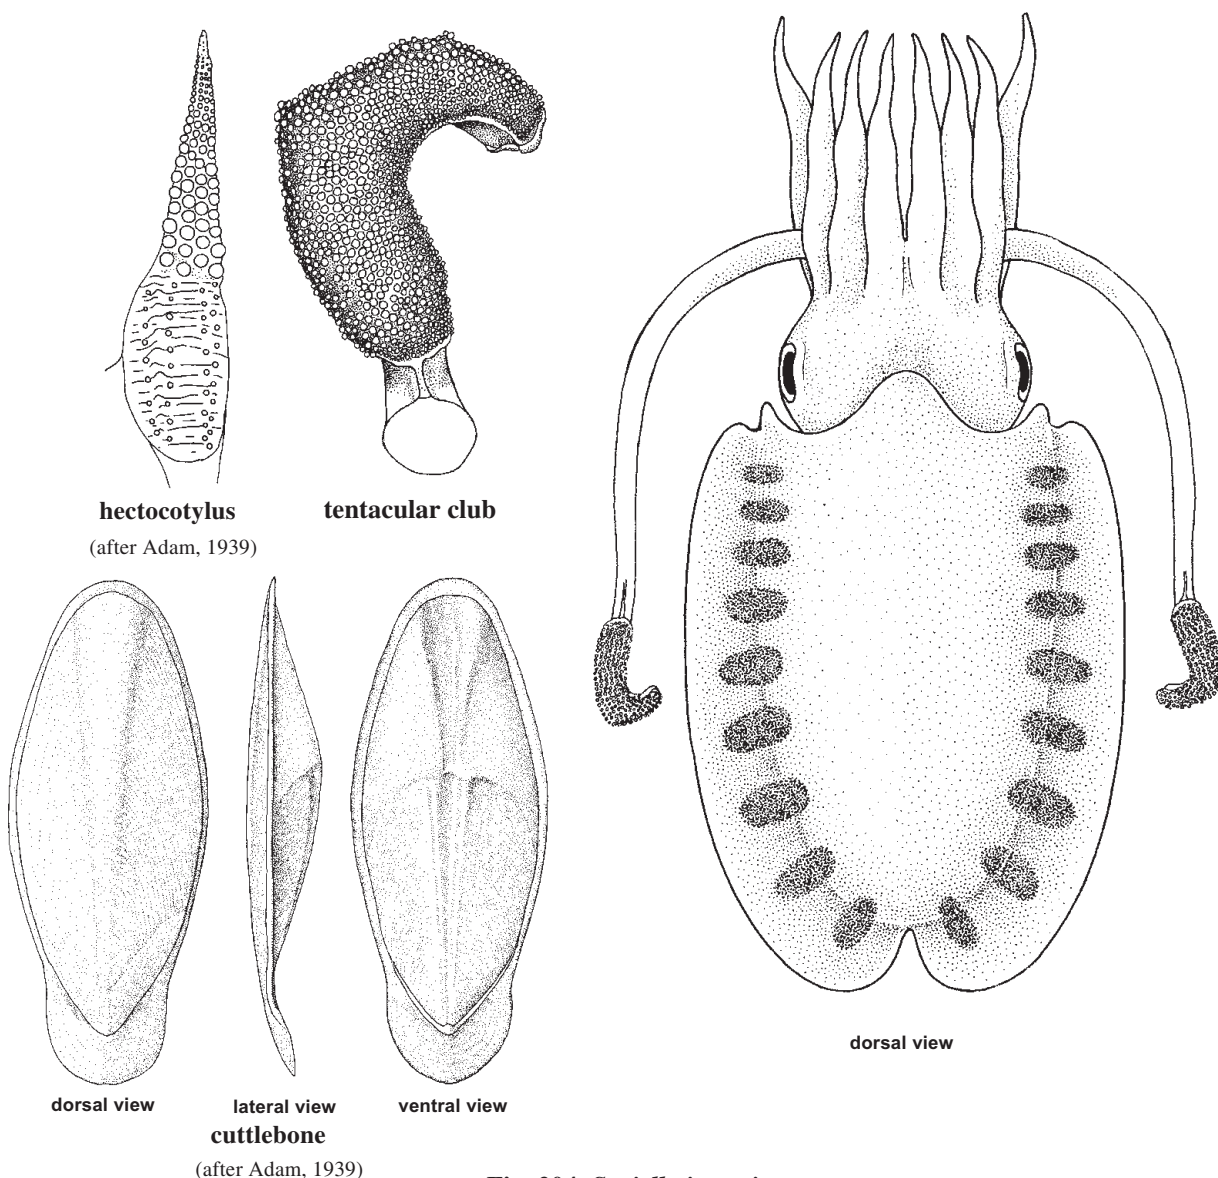 hectocotylus
(after Adam, 1939)
tentacular club
dorsal view
lateral view
ventral view
cuttlebone
(after Adam, 1939)
dorsal view